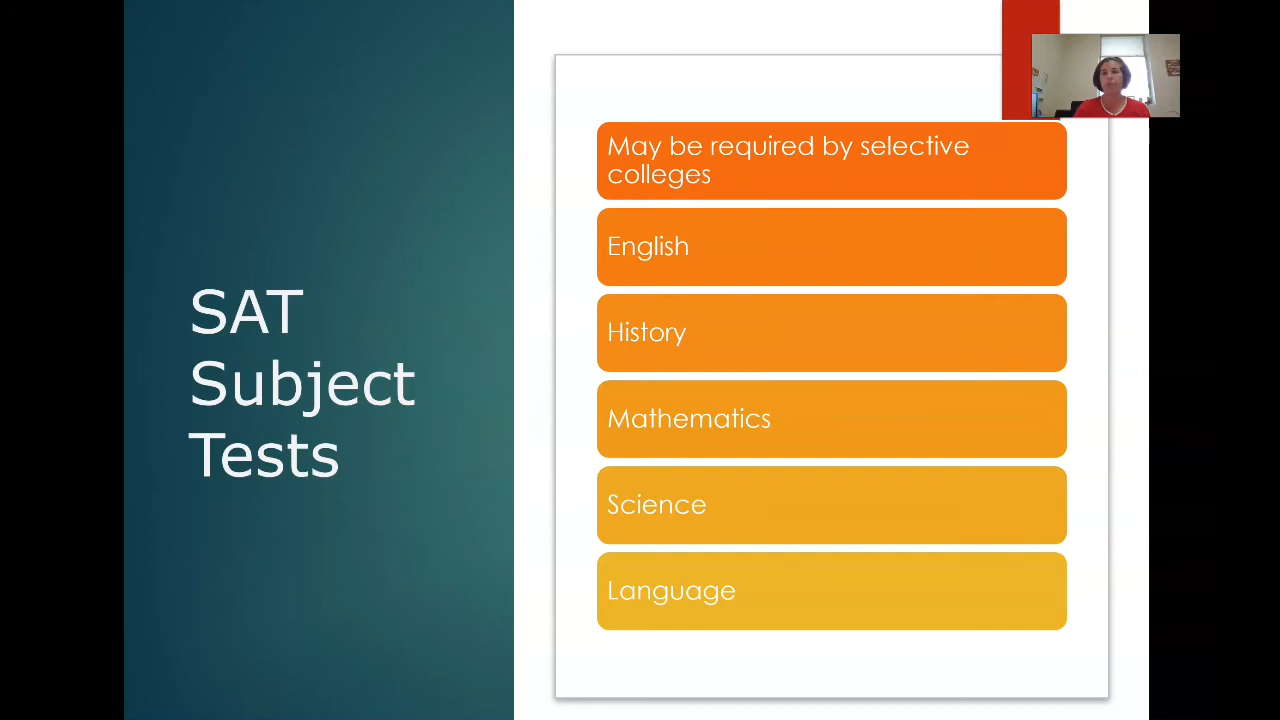 SAT
Subject
Tests
May be required by selective
colleges
English
History
Mathematics
Science
Language